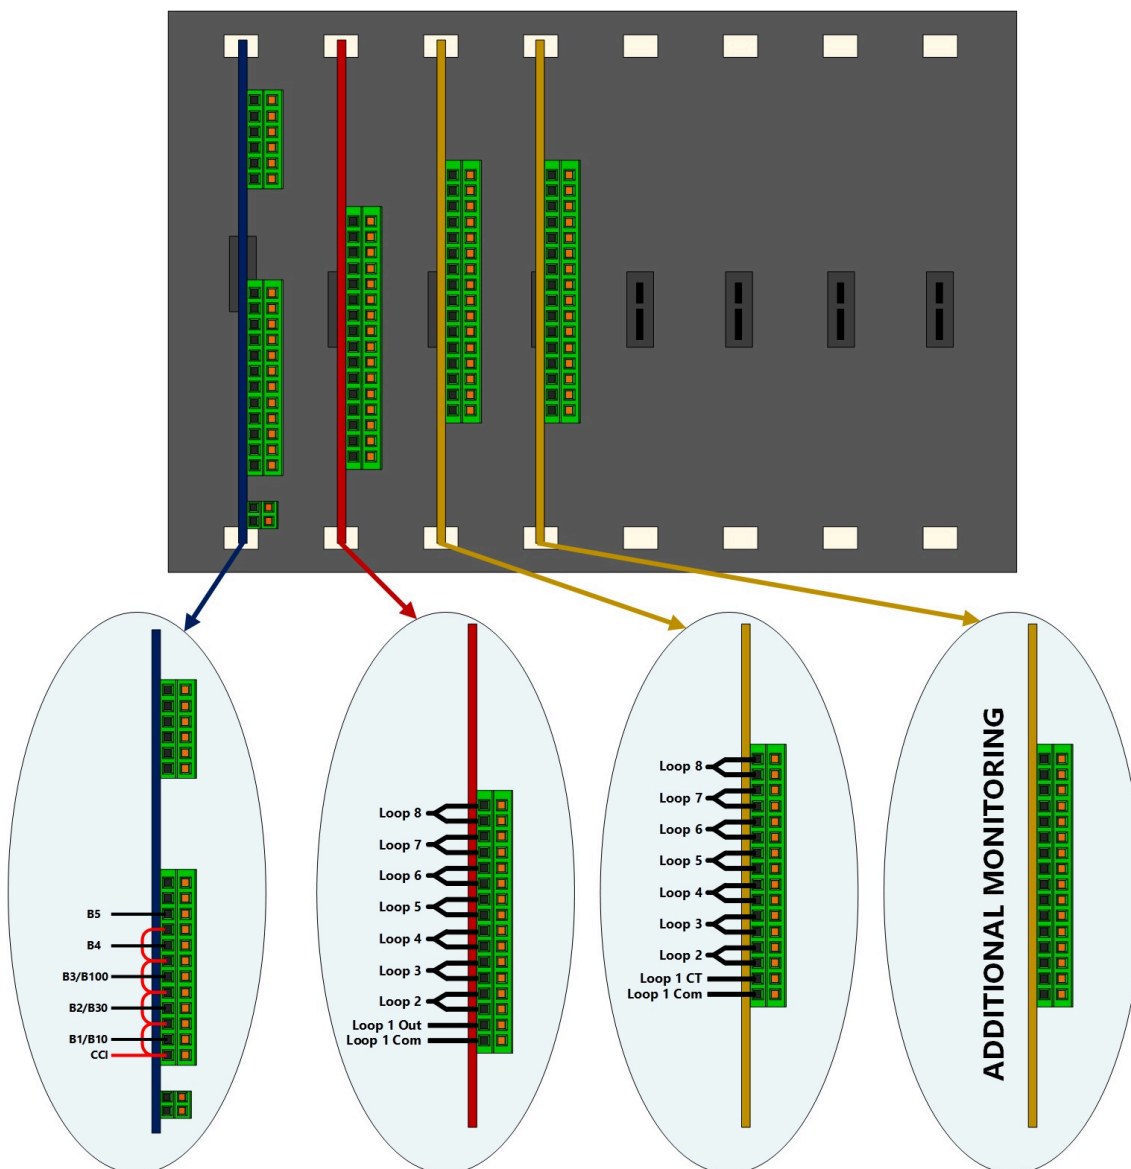 B5
B4
B3/B100
B2/B30
B1/B10
CCI
Loop 8
Loop 7
Loop 6
Loop 5
Loop 4
Loop 3
Loop 2
Loop 1 Out
Loop 1 Com
Loop 8
Loop 7
Loop 6
Loop 5
Loop 4
Loop 3
Loop 2
Loop 1 CT
Loop 1 Com
ADDITIONAL MONITORING